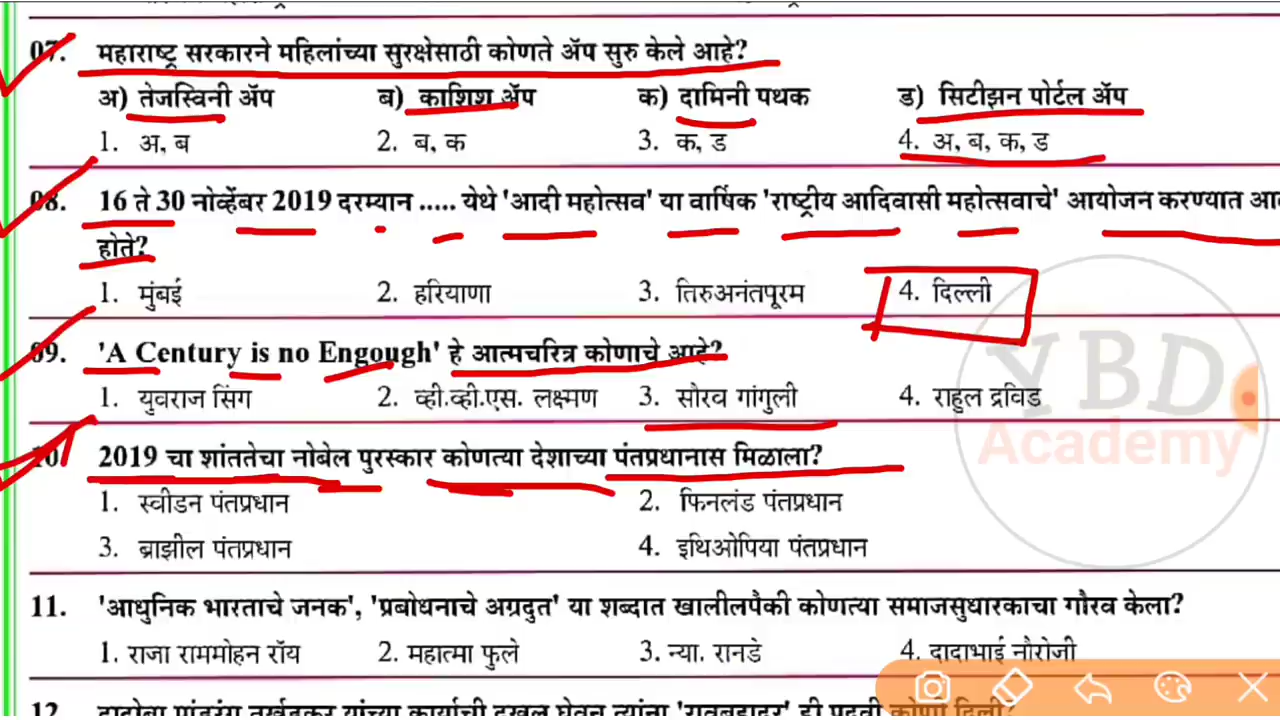 07. महाराष्ट्र सरकारने महिलांच्या सुरक्षेसाठी कोणते ॲप सुरु केले आहे?
अ) तेजस्विनी ॲप ब) काशिश ॲप क) दामिनी पथक ड) सिटीझन पोर्टल ॲप
1. अ, ब 2. ब, क 3. क, ड 4. अ, ब, क, ड
08. 16 ते 30 नोव्हेंबर 2019 दरम्यान ..... येथे 'आदी महोत्सव' या वार्षिक 'राष्ट्रीय आदिवासी महोत्सवाचे' आयोजन करण्यात
होते?
1. मुंबई 2. हरियाणा 3. तिरुअनंतपूरम 4. दिल्ली
09. 'A Century is no Engough' हे आत्मचरित्र कोणाचे आहे?
1. युवराज सिंग 2. व्ही.व्ही.एस. लक्ष्मण 3. सौरव गांगुली 4. राहुल द्रविड
YBD
Academy
10. 2019 चा शांततेचा नोबेल पुरस्कार कोणत्या देशाच्या पंतप्रधानास मिळाला?
1. स्वीडन पंतप्रधान 2. फिनलंड पंतप्रधान
3. ब्राझील पंतप्रधान 4. इथिओपिया पंतप्रधान
11. 'आधुनिक भारताचे जनक', 'प्रबोधनाचे अग्रदुत' या शब्दात खालीलपैकी कोणत्या समाजसुधारकाचा गौरव केला?
1. राजा राममोहन रॉय 2. महात्मा फुले 3. न्या. रानडे 4. दादाभाई नौरोजी
12.